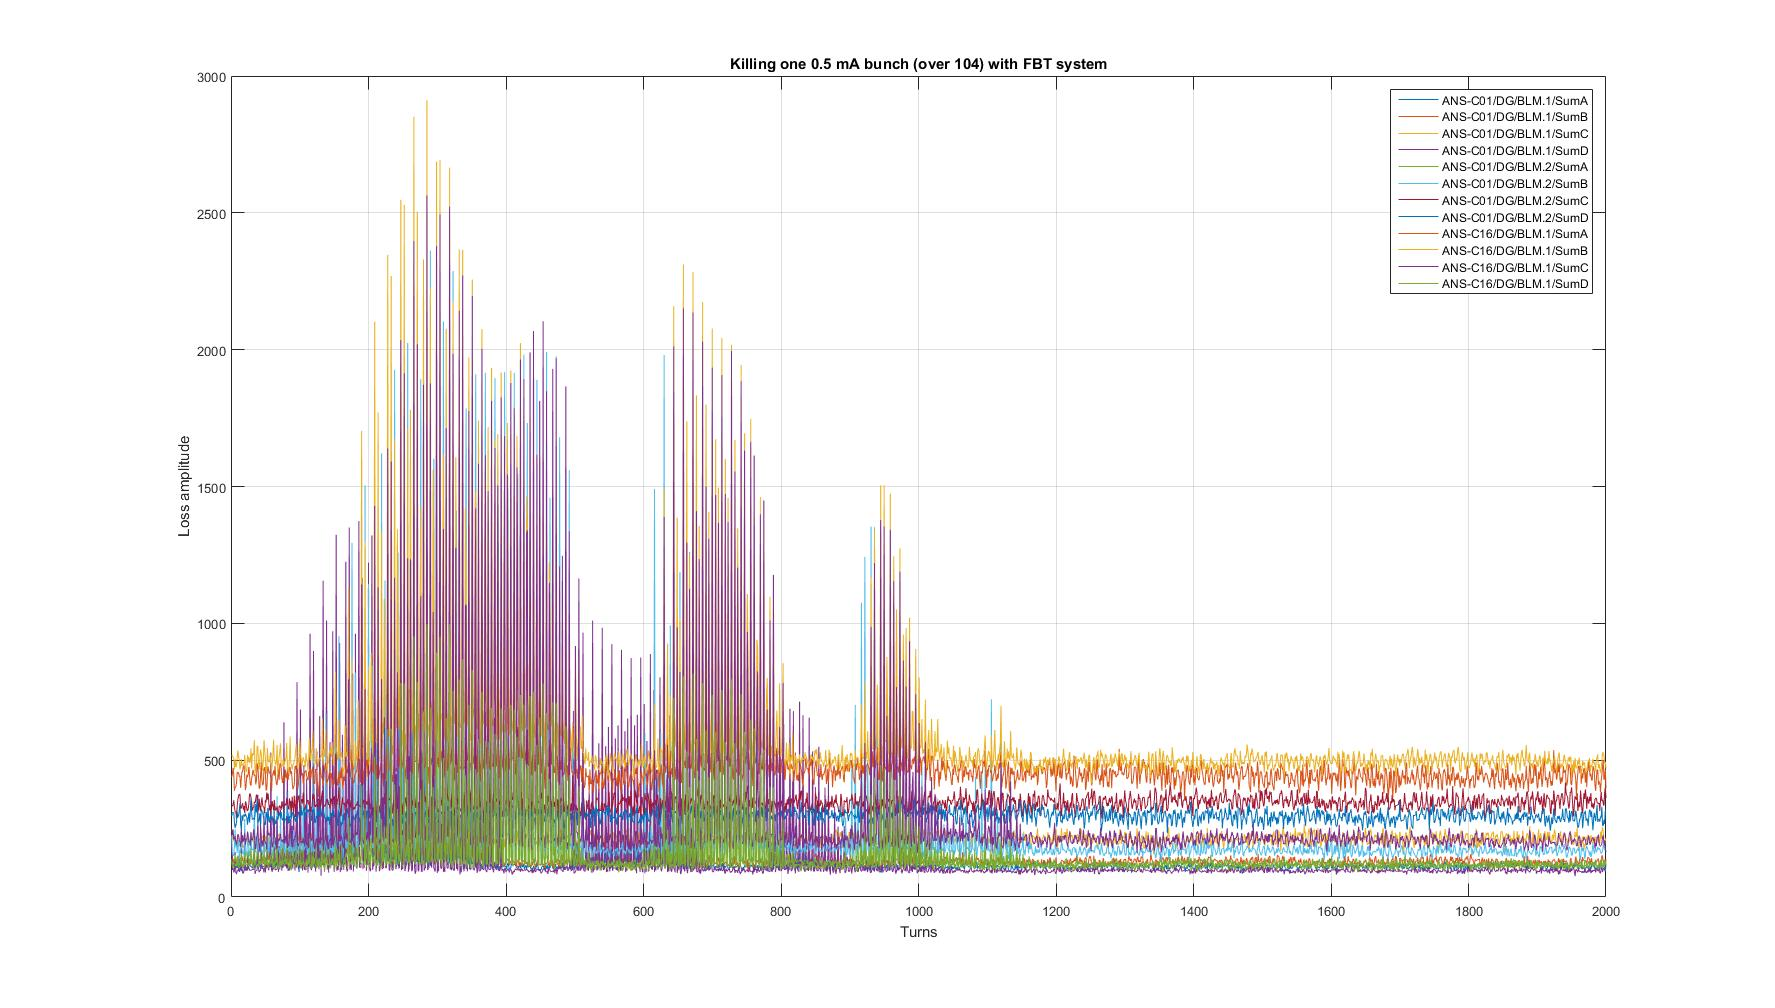 Killing one 0.5 mA bunch (over 104) with FBT system
3000
2500
2000
1500
1000
500
0
Loss amplitude
ANS-C01/DG/BLM.1/SumA
ANS-C01/DG/BLM.1/SumB
ANS-C01/DG/BLM.1/SumC
ANS-C01/DG/BLM.1/SumD
ANS-C01/DG/BLM.2/SumA
ANS-C01/DG/BLM.2/SumB
ANS-C01/DG/BLM.2/SumC
ANS-C01/DG/BLM.2/SumD
ANS-C16/DG/BLM.1/SumA
ANS-C16/DG/BLM.1/SumB
ANS-C16/DG/BLM.1/SumC
ANS-C16/DG/BLM.1/SumD
0 200 400 600 800 1000 1200 1400 1600 1800 2000
Turns